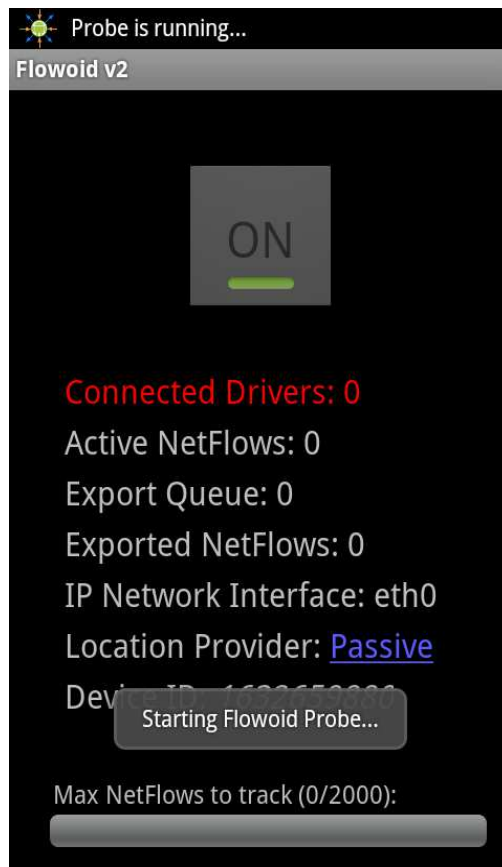 Probe is running...
Flowoid v2
ON
Connected Drivers: 0
Active NetFlows: 0
Export Queue: 0
Exported NetFlows: 0
IP Network Interface: eth0
Location Provider: Passive
Device ID:
Starting Flowoid Probe...
Max NetFlows to track (0/2000):